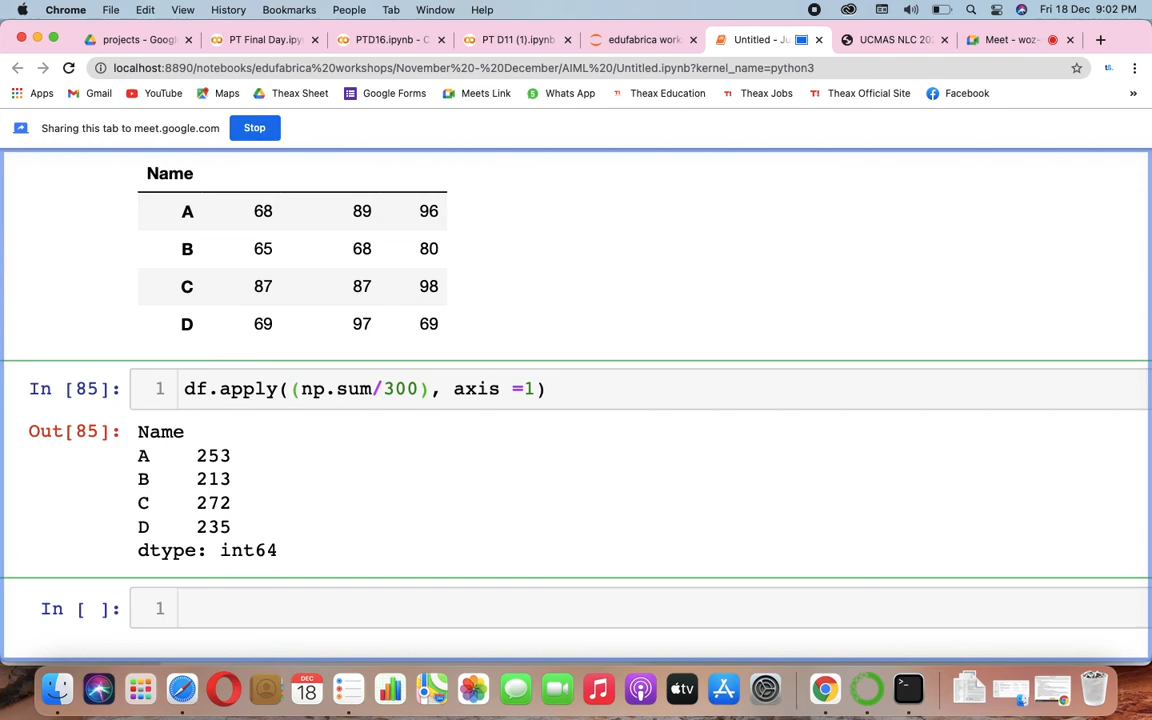 Chrome File Edit View History Bookmarks People Tab Window Help Fri 18 Dec 9:02 PM
projects - Googl PT Final Day.ipyn PTD16.ipynb - C PT D11 (1).ipynb edufabrica work Untitled - Ju UCMAS NLC 20 Meet - woz-
localhost:8890/notebooks/edufabrica%20workshops/November%20-%20December/AIML%20/Untitled.ipynb?kernel_name=python3
Apps Gmail YouTube Maps Theax Sheet Google Forms Meets Link Whats App Theax Education Theax Jobs Theax Official Site Facebook »
Sharing this tab to meet.google.com Stop
Name
A 68 89 96
B 65 68 80
C 87 87 98
D 69 97 69
In [85]: 1 df.apply((np.sum/300), axis =1)
Out[85]: Name
A 253
B 213
C 272
D 235
dtype: int64
In [ ]: 1
DEC
18
tv